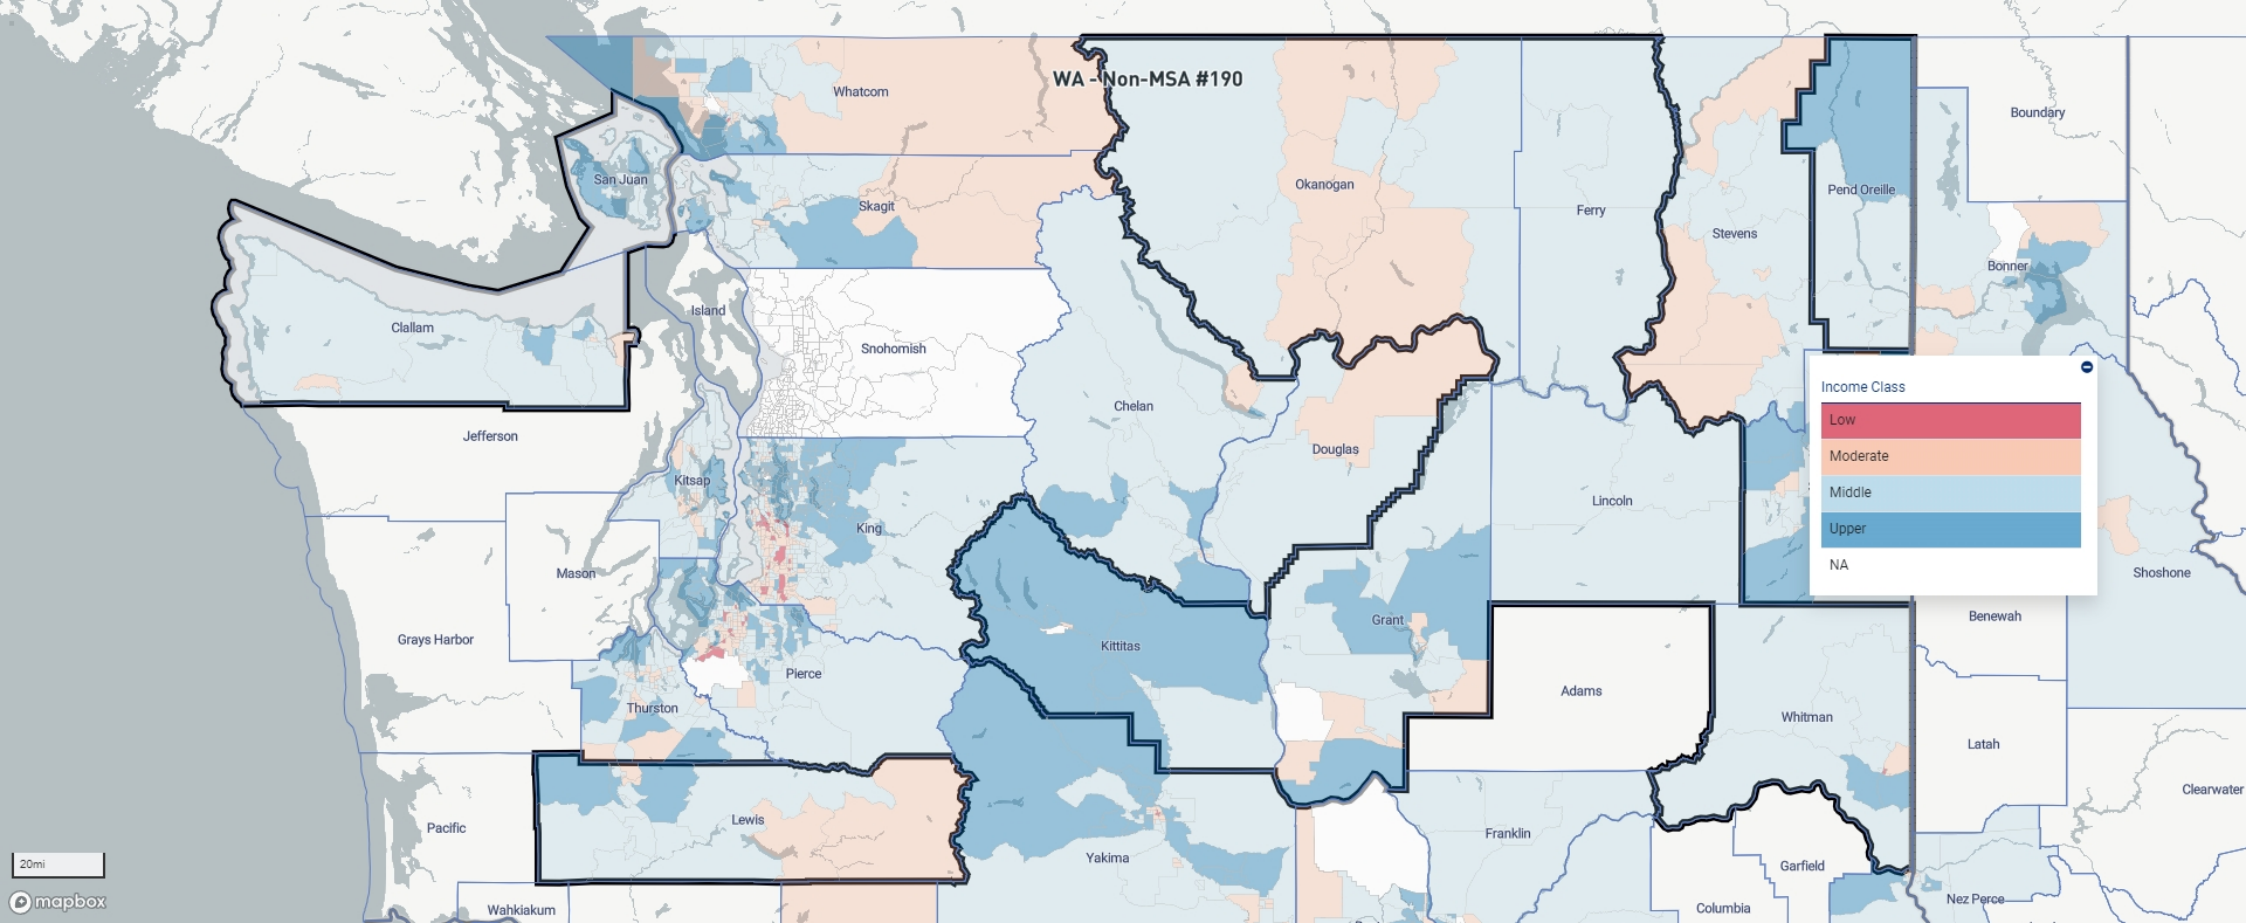 WA - Non-MSA #190
Whatcom
Boundary
San Juan
Okanogan
Pend Oreille
Skagit
Ferry
Stevens
Bonner
Island
Clallam
Snohomish
Income Class
Low
Moderate
Middle
Upper
NA
Chelan
Jefferson
Douglas
Kitsap
Lincoln
King
Mason
Shoshone
Grant
Benewah
Grays Harbor
Kittitas
Pierce
Adams
Thurston
Whitman
Latah
Clearwater
Lewis
Pacific
Franklin
Yakima
20mi
Garfield
mapbox
Wahkiakum
Columbia
Nez Perce